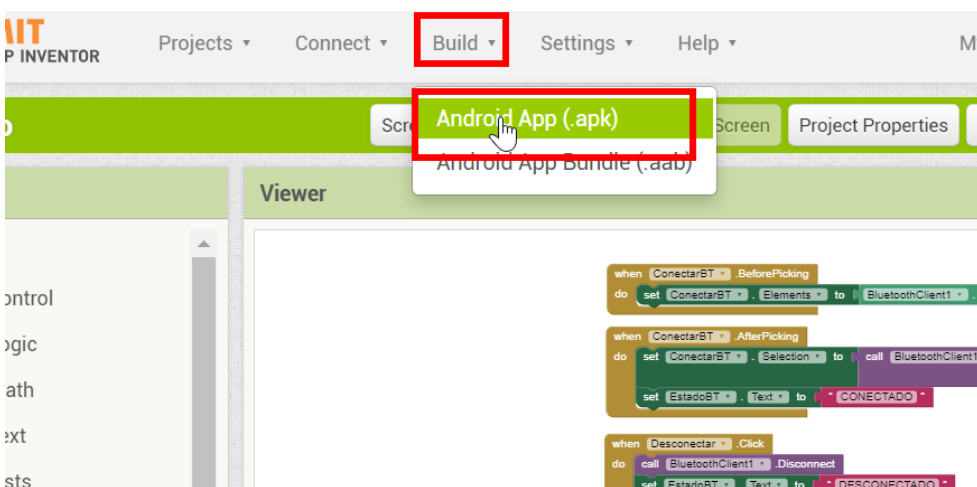 MIT
P INVENTOR
Projects Connect Build Settings Help M
Scre Screen Project Properties
Android App (.apk)
Android App Bundle (.aab)
Viewer
ontrol
ogic
ath
ext
sts
when ConectarBT .BeforePicking
do set ConectarBT . Elements to BluetoothClient1 .
when ConectarBT .AfterPicking
do set ConectarBT . Selection to call BluetoothClient1
set EstadoBT . Text to " CONECTADO "
when Desconectar .Click
do call BluetoothClient1 .Disconnect
set EstadoBT . Text to " DESCONECTADO "